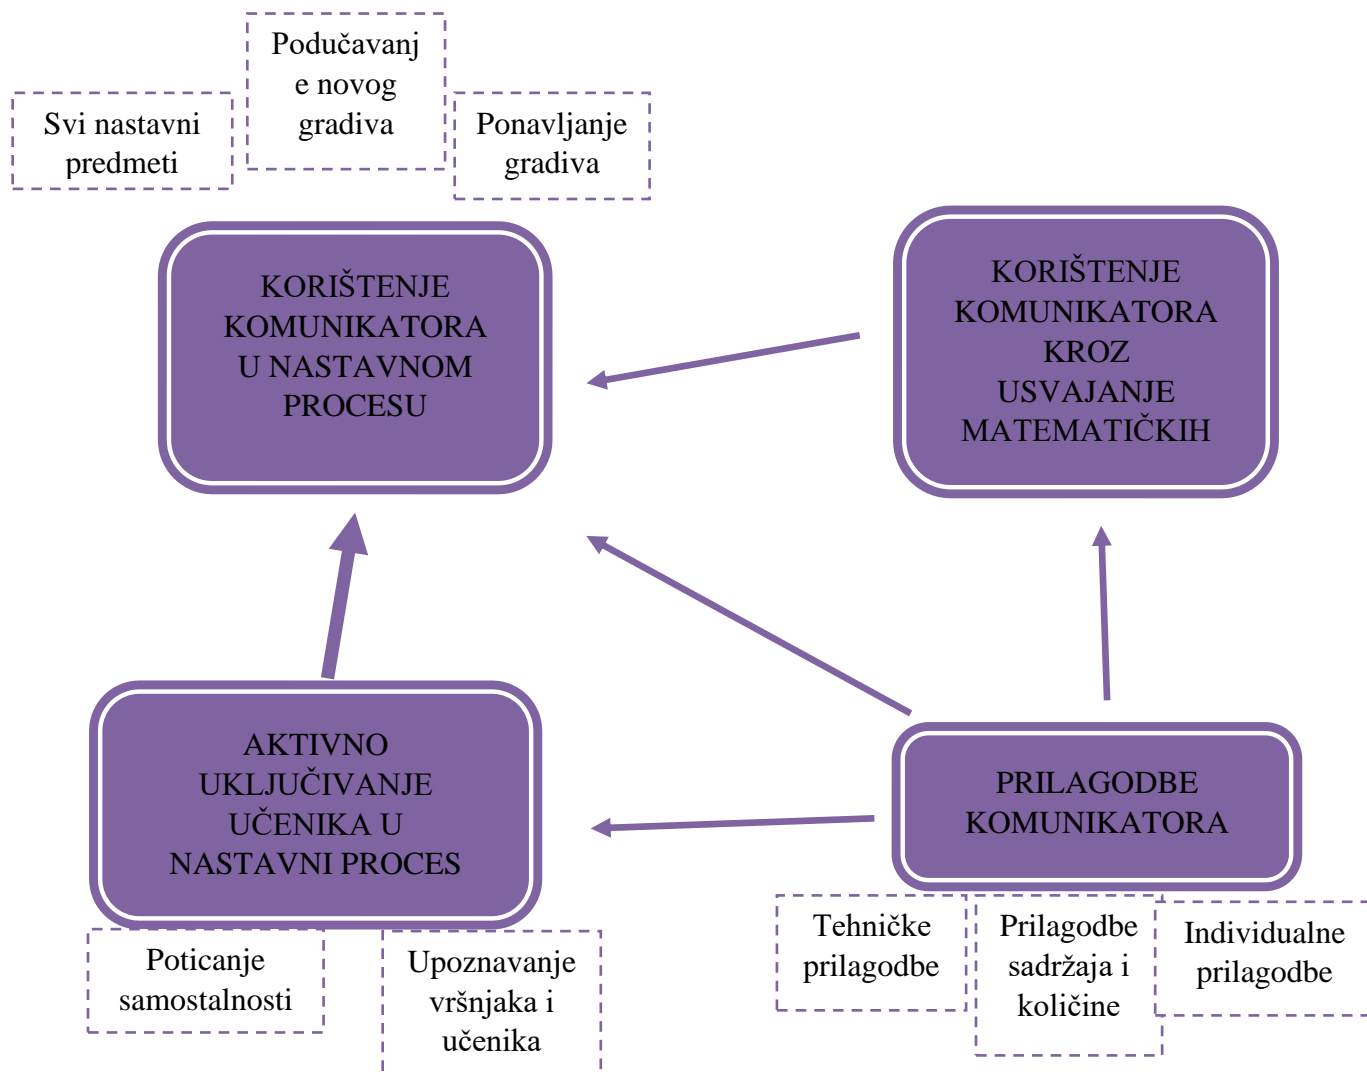 Podučavanj
e novog
gradiva
Svi nastavni
predmeti
Ponavljanje
gradiva
KORIŠTENJE
KOMUNIKATORA
U NASTAVNOM
PROCESU
KORIŠTENJE
KOMUNIKATORA
KROZ
USVAJANJE
MATEMATIČKIH
AKTIVNO
UKLJUČIVANJE
UČENIKA U
NASTAVNI PROCES
PRILAGODBE
KOMUNIKATORA
Poticanje
samostalnosti
Upoznavanje
vršnjaka i
učenika
Tehničke
prilagodbe
Prilagodbe
sadržaja i
količine
Individualne
prilagodbe